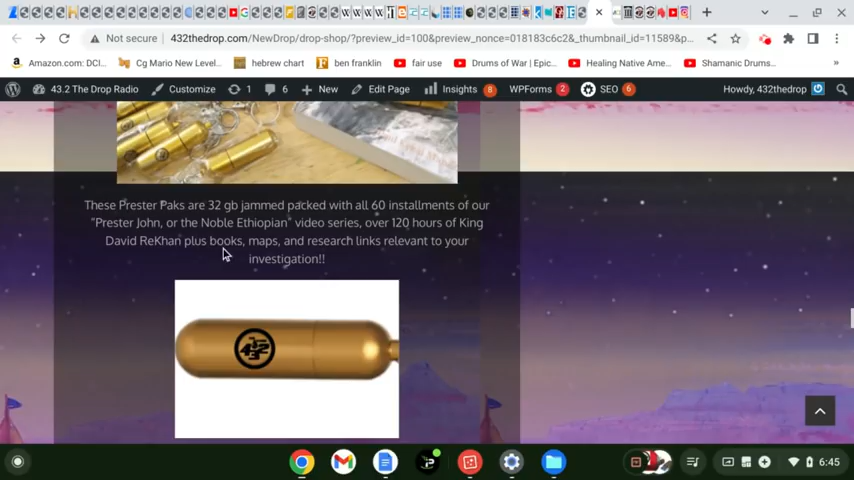 Not secure
432thedrop.com/NewDrop/drop-shop/?preview_id=100&preview_nonce=018183c6c2&_thumbnail_id=11589&p...
Amazon.com: DCI...
Cg Mario New Level...
hebrew chart
ben franklin
fair use
Drums of War | Epic...
Healing Native Ame...
Shamanic Drums...
43.2 The Drop Radio
Customize
1
6
New
Edit Page
Insights 8
WPForms 2
SEO 6
Howdy, 432thedrop
These Prester Paks are 32 gb jammed packed with all 60 installments of our
"Prester John, or the Noble Ethiopian" video series, over 120 hours of King
David ReKhan plus books, maps, and research links relevant to your
investigation!!
432
6:45